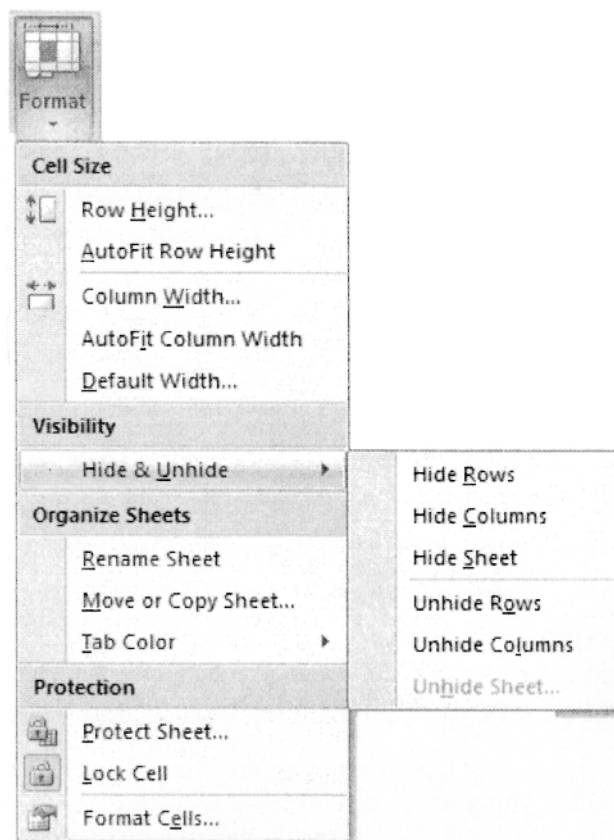 Format
Cell Size
Row Height...
AutoFit Row Height
Column Width...
AutoFit Column Width
Default Width...
Visibility
Hide & Unhide
Hide Rows
Hide Columns
Hide Sheet
Unhide Rows
Unhide Columns
Unhide Sheet...
Organize Sheets
Rename Sheet
Move or Copy Sheet...
Tab Color
Protection
Protect Sheet...
Lock Cell
Format Cells...